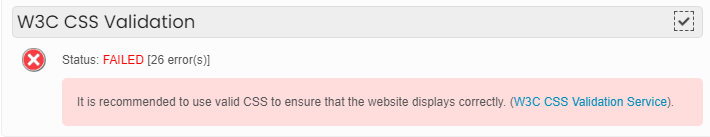 W3C CSS Validation
Status: FAILED [26 error(s)]
It is recommended to use valid CSS to ensure that the website displays correctly. (W3C CSS Validation Service).